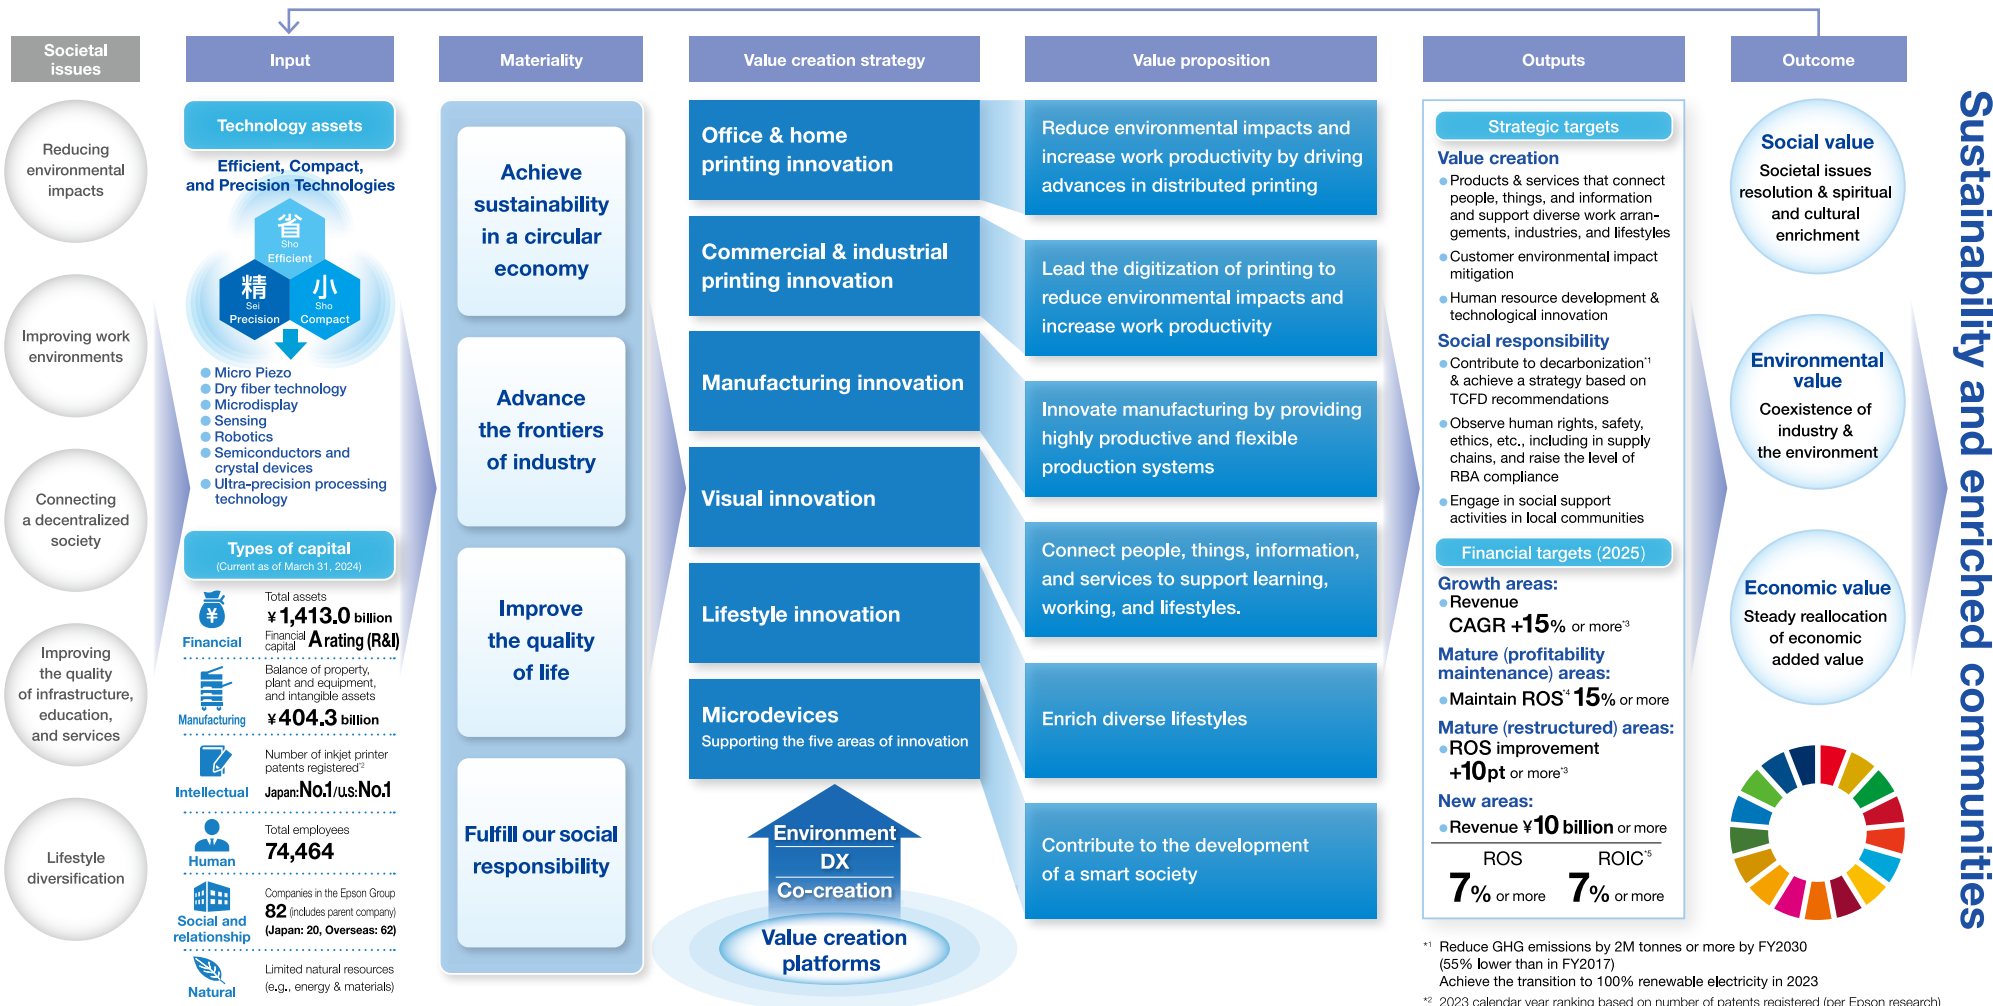 Societal
issues
Reducing
environmental
impacts
Improving work
environments
Connecting
a decentralized
society
Improving
the quality
of infrastructure,
education,
and services
Lifestyle
diversification
Input
Technology assets
Efficient, Compact,
and Precision Technologies
省
Sho
Efficient
精
Sei
Precision
小
Sho
Compact
Micro Piezo
Dry fiber technology
Microdisplay
Sensing
Robotics
Semiconductors and
crystal devices
Ultra-precision processing
technology
Types of capital
(Current as of March 31, 2024)
Financial
Total assets
¥1,413.0 billion
Financial capital A rating (R&I)
Manufacturing
Balance of property,
plant and equipment,
and intangible assets
¥404.3 billion
Intellectual
Number of inkjet printer
patents registered*2
Japan:No.1/U.S:No.1
Human
Total employees
74,464
Social and
relationship
Companies in the Epson Group
82 (includes parent company)
(Japan: 20, Overseas: 62)
Natural
Limited natural resources
(e.g., energy & materials)
Materiality
Achieve
sustainability
in a circular
economy
Advance
the frontiers
of industry
Improve
the quality
of life
Fulfill our social
responsibility
Value creation strategy
Office & home
printing innovation
Commercial & industrial
printing innovation
Manufacturing innovation
Visual innovation
Lifestyle innovation
Microdevices
Supporting the five areas of innovation
Environment
DX
Co-creation
Value creation
platforms
Value proposition
Reduce environmental impacts and
increase work productivity by driving
advances in distributed printing
Lead the digitization of printing to
reduce environmental impacts and
increase work productivity
Innovate manufacturing by providing
highly productive and flexible
production systems
Connect people, things, information,
and services to support learning,
working, and lifestyles.
Enrich diverse lifestyles
Contribute to the development
of a smart society
Outputs
Strategic targets
Value creation
Products & services that connect
people, things, and information
and support diverse work arran-
gements, industries, and lifestyles
Customer environmental impact
mitigation
Human resource development &
technological innovation
Social responsibility
Contribute to decarbonization*1
& achieve a strategy based on
TCFD recommendations
Observe human rights, safety,
ethics, etc., including in supply
chains, and raise the level of
RBA compliance
Engage in social support
activities in local communities
Financial targets (2025)
Growth areas:
Revenue
CAGR +15% or more*3
Mature (profitability
maintenance) areas:
Maintain ROS*4 15% or more
Mature (restructured) areas:
ROS improvement
+10pt or more*3
New areas:
Revenue ¥10 billion or more
ROS
7% or more
ROIC*5
7% or more
*1 Reduce GHG emissions by 2M tonnes or more by FY2030
(55% lower than in FY2017)
Achieve the transition to 100% renewable electricity in 2023
*2 2023 calendar year ranking based on number of patents registered (per Epson research)
Outcome
Social value
Societal issues
resolution & spiritual
and cultural
enrichment
Environmental
value
Coexistence of
industry &
the environment
Economic value
Steady reallocation
of economic
added value
Sustainability and enriched communities